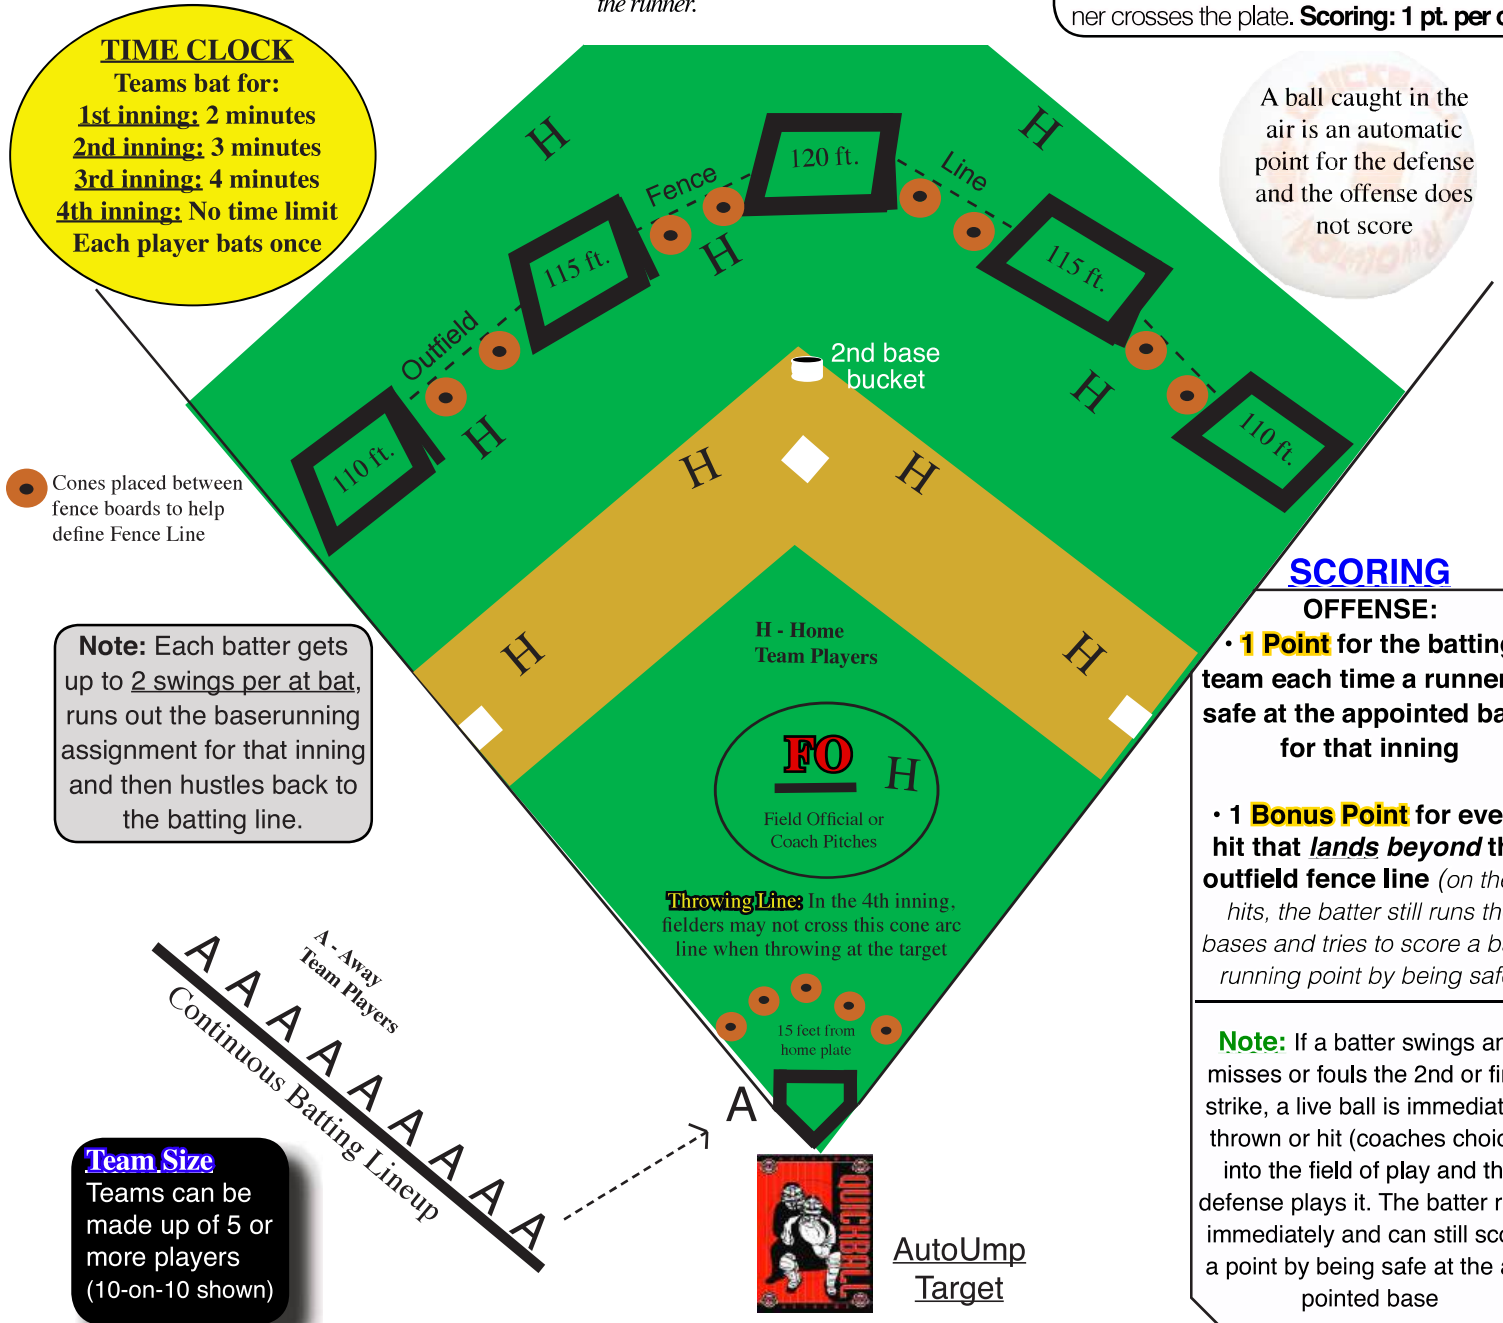 the runner.
ner crosses the plate. Scoring: 1 pt. per
TIME CLOCK
Teams bat for:
1st inning: 2 minutes
2nd inning: 3 minutes
3rd inning: 4 minutes
4th inning: No time limit
Each player bats once
A ball caught in the
air is an automatic
point for the defense
and the offense does
not score
H
H
120 ft.
Fence
Line
115 ft.
H
115 ft.
Outfield
2nd base
bucket
H
H
110 ft.
110 ft.
H
H
Cones placed between
fence boards to help
define Fence Line
Note: Each batter gets
up to 2 swings per at bat,
runs out the baserunning
assignment for that inning
and then hustles back to
the batting line.
H - Home
Team Players
H
H
FO
H
Field Official or
Coach Pitches
Throwing Line: In the 4th inning,
fielders may not cross this cone arc
line when throwing at the target
15 feet from
home plate
A
SCORING
OFFENSE:
• 1 Point for the batting
team each time a runner
safe at the appointed
for that inning
• 1 Bonus Point for
hit that lands beyond
outfield fence line (on
hits, the batter still runs
bases and tries to score a
running point by being
Note: If a batter swings
misses or fouls the 2nd or
strike, a live ball is
thrown or hit (coaches
into the field of play and
defense plays it. The batter
immediately and can still
a point by being safe at the
pointed base
A - Away
Team Players
A A A A A A A A A
Continuous Batting Lineup
Team Size
Teams can be
made up of 5 or
more players
(10-on-10 shown)
QUICKBALL
AutoUmp
Target